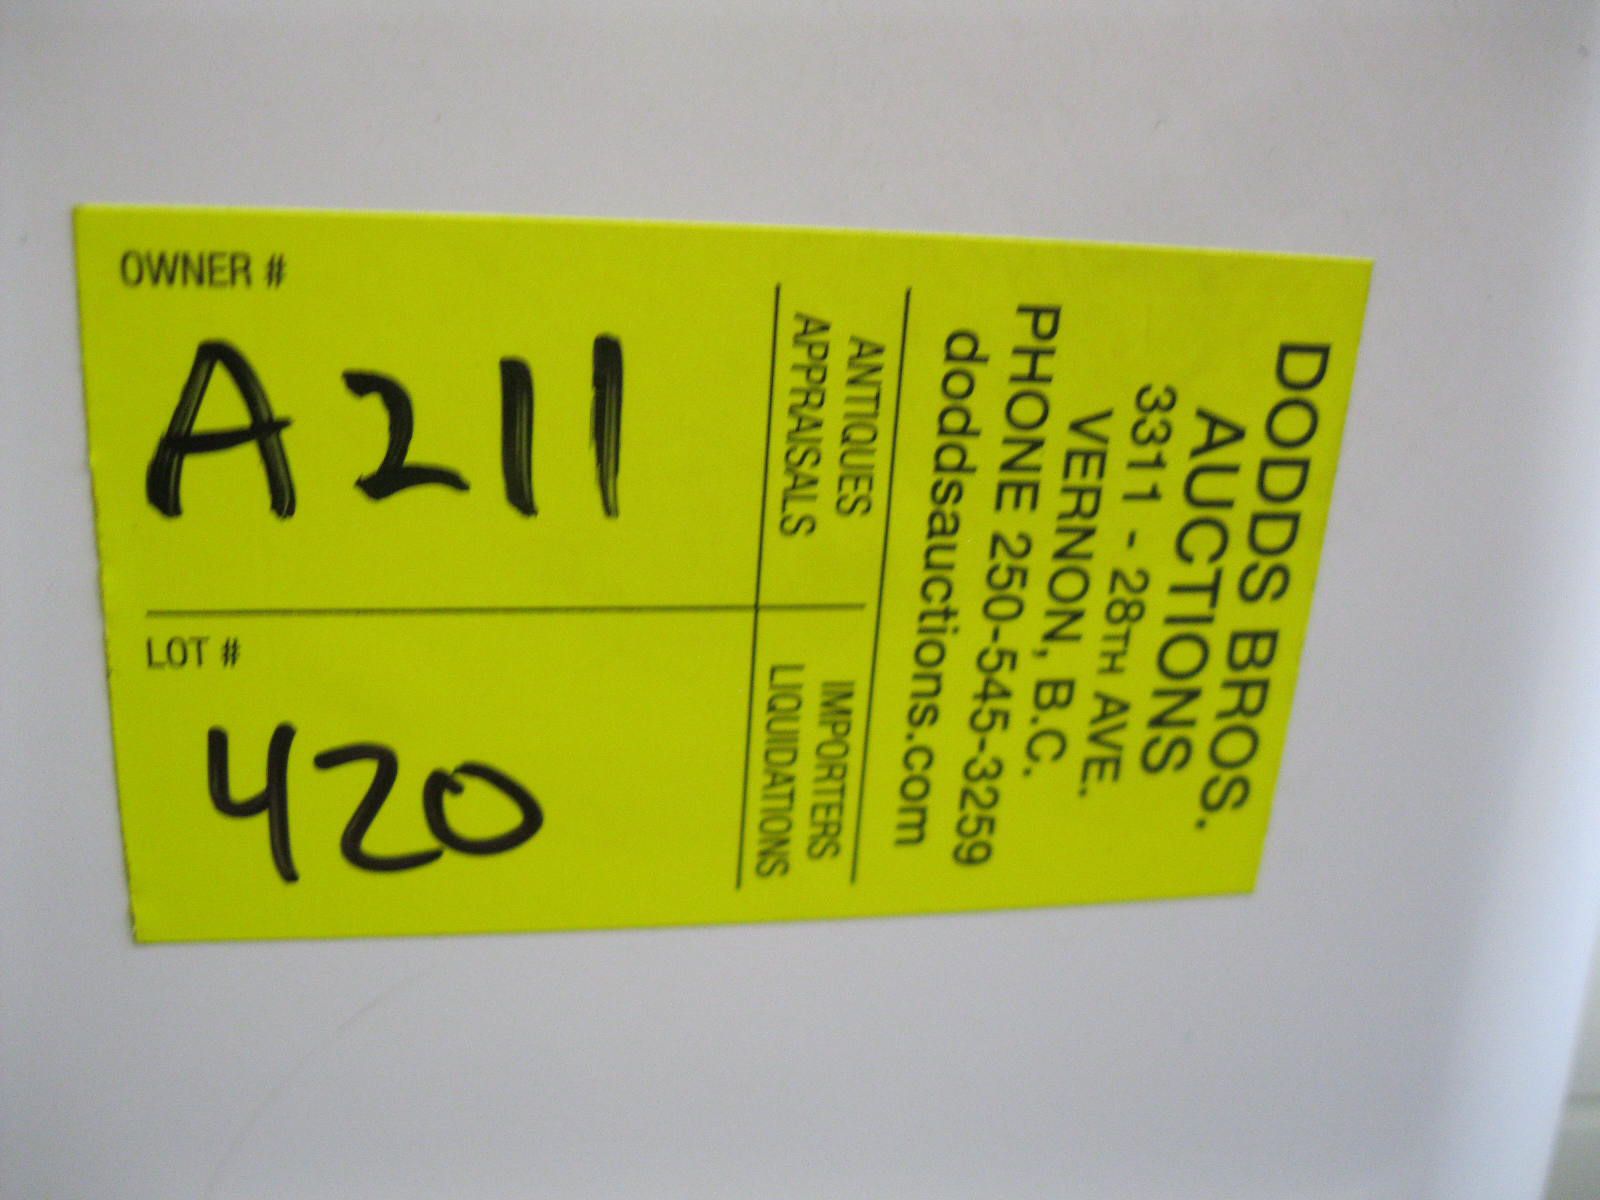 DODDS BROS.
AUCTIONS
3311 - 28TH AVE.
VERNON, B.C.
PHONE 250-545-3259
doddsauctions.com
ANTIQUES
APPRAISALS
IMPORTERS
LIQUIDATIONS
OWNER #
A211
LOT #
420